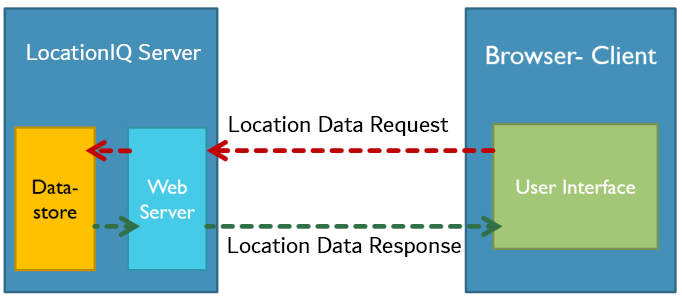 LocationIQ Server
Browser- Client
Location Data Request
Data-
store
Web
Server
User Interface
Location Data Response